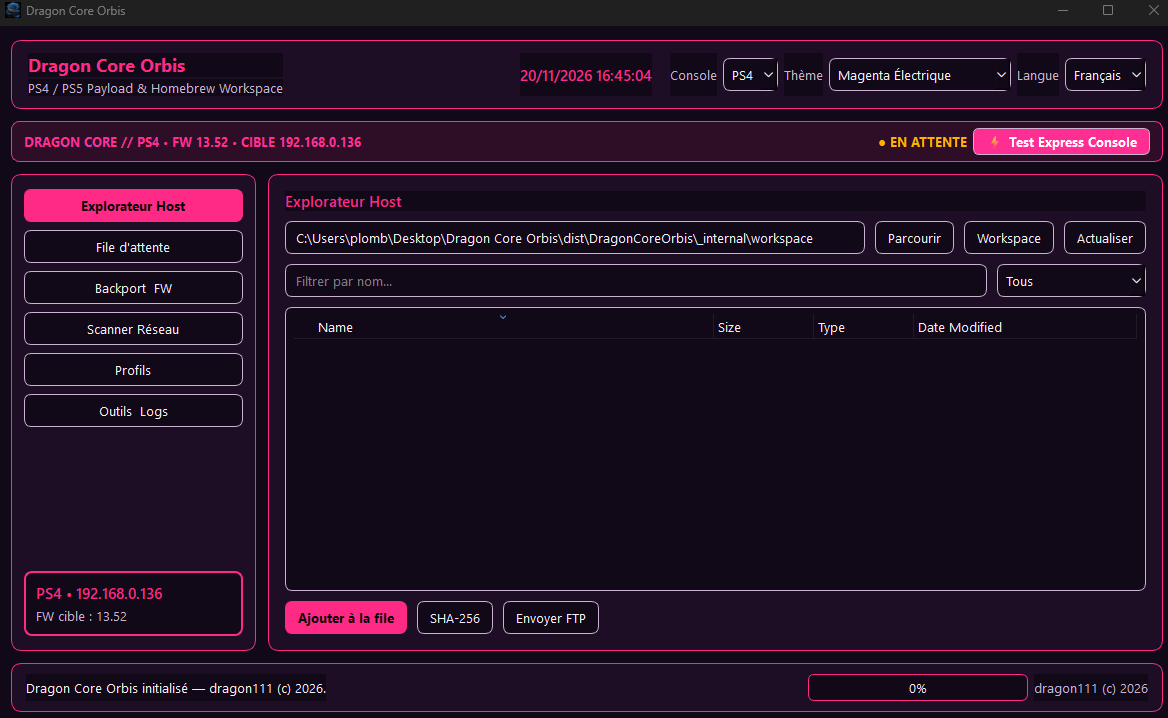 Dragon Core Orbis
Dragon Core Orbis
PS4 / PS5 Payload & Homebrew Workspace
20/11/2026 16:45:04 Console PS4 Thème Magenta Électrique Langue Français
DRAGON CORE // PS4 • FW 13.52 • CIBLE 192.168.0.136
● EN ATTENTE
Test Express Console
Explorateur Host
File d'attente
Backport FW
Scanner Réseau
Profils
Outils Logs
PS4 • 192.168.0.136
FW cible : 13.52
Explorateur Host
C:\Users\plomb\Desktop\Dragon Core Orbis\dist\DragonCoreOrbis\_internal\workspace Parcourir Workspace Actualiser
Filtrer par nom... Tous
Name Size Type Date Modified
Ajouter à la file SHA-256 Envoyer FTP
Dragon Core Orbis initialisé — dragon111 (c) 2026.
0% dragon111 (c) 2026